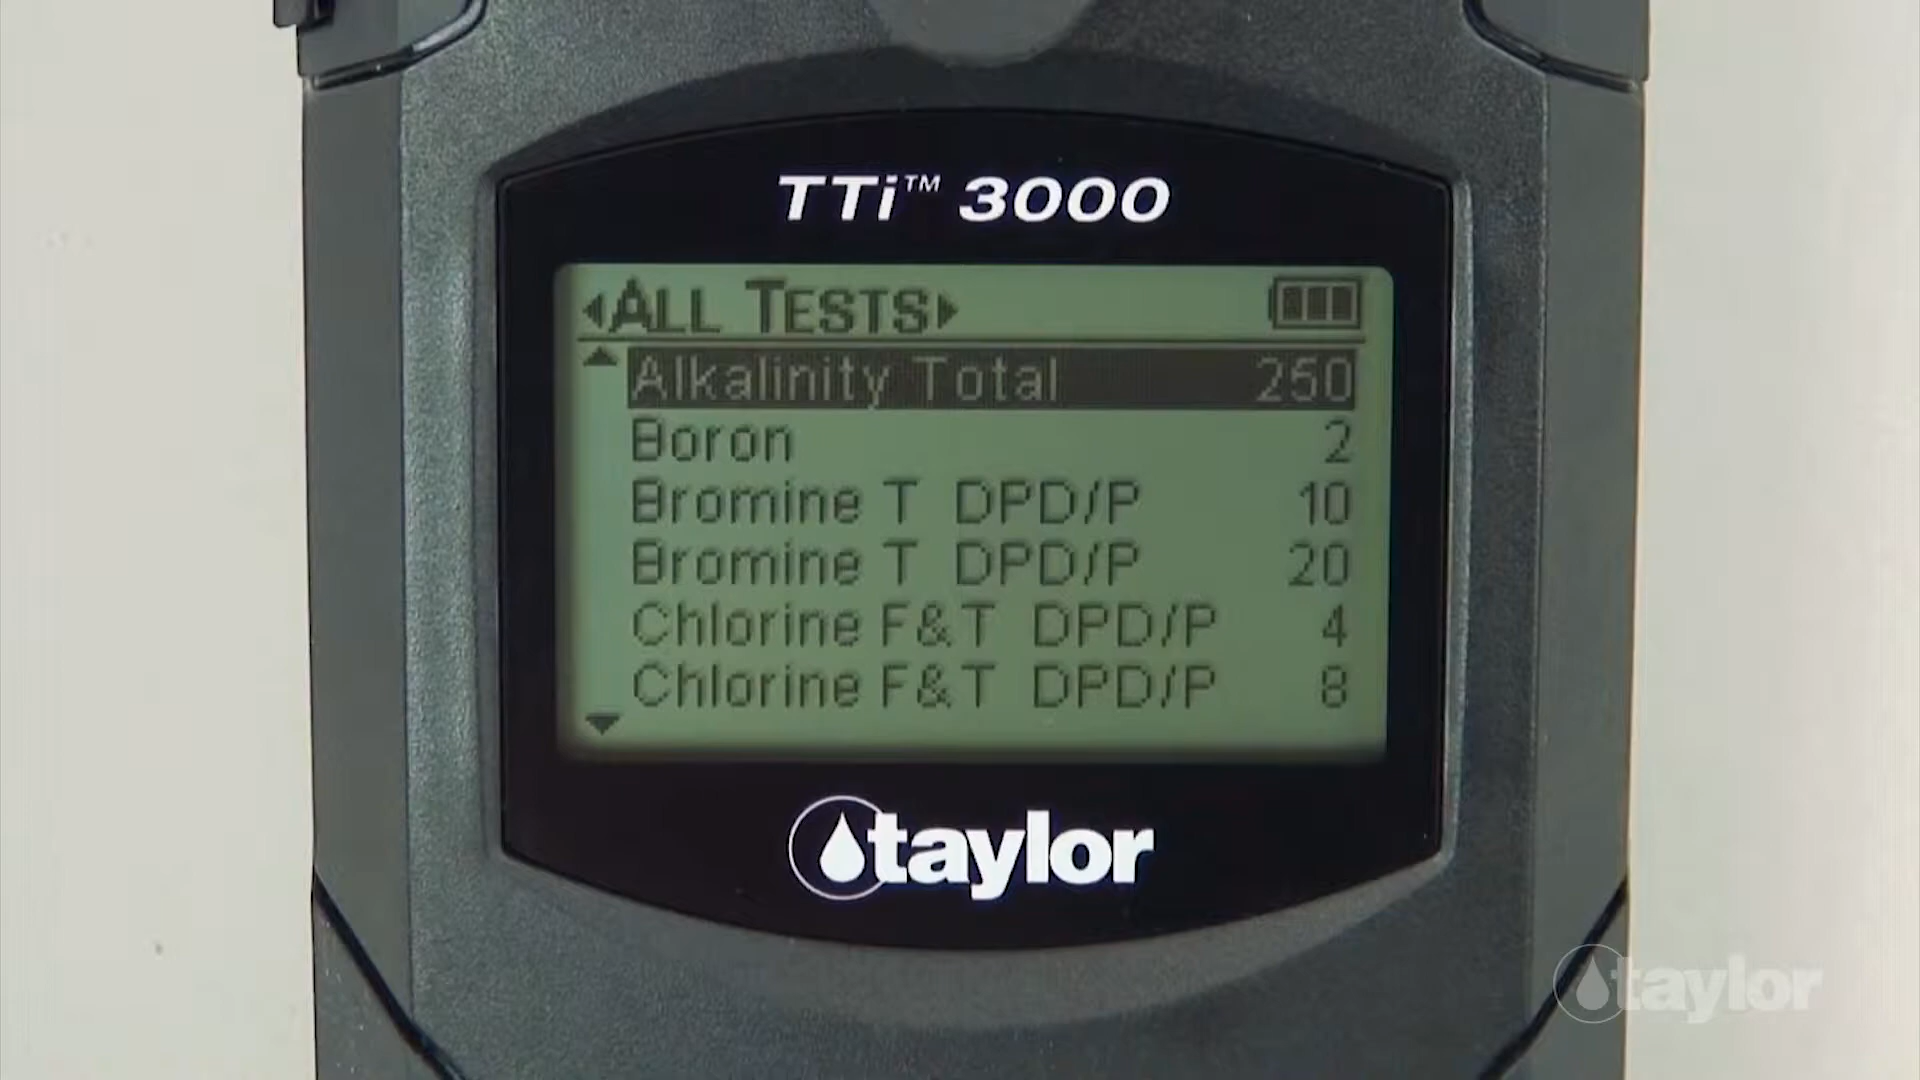 TTi™ 3000
ALL TESTS
Alkalinity Total 250
Boron 2
Bromine T DPD/P 10
Bromine T DPD/P 20
Chlorine F&T DPD/P 4
Chlorine F&T DPD/P 8
taylor
taylor